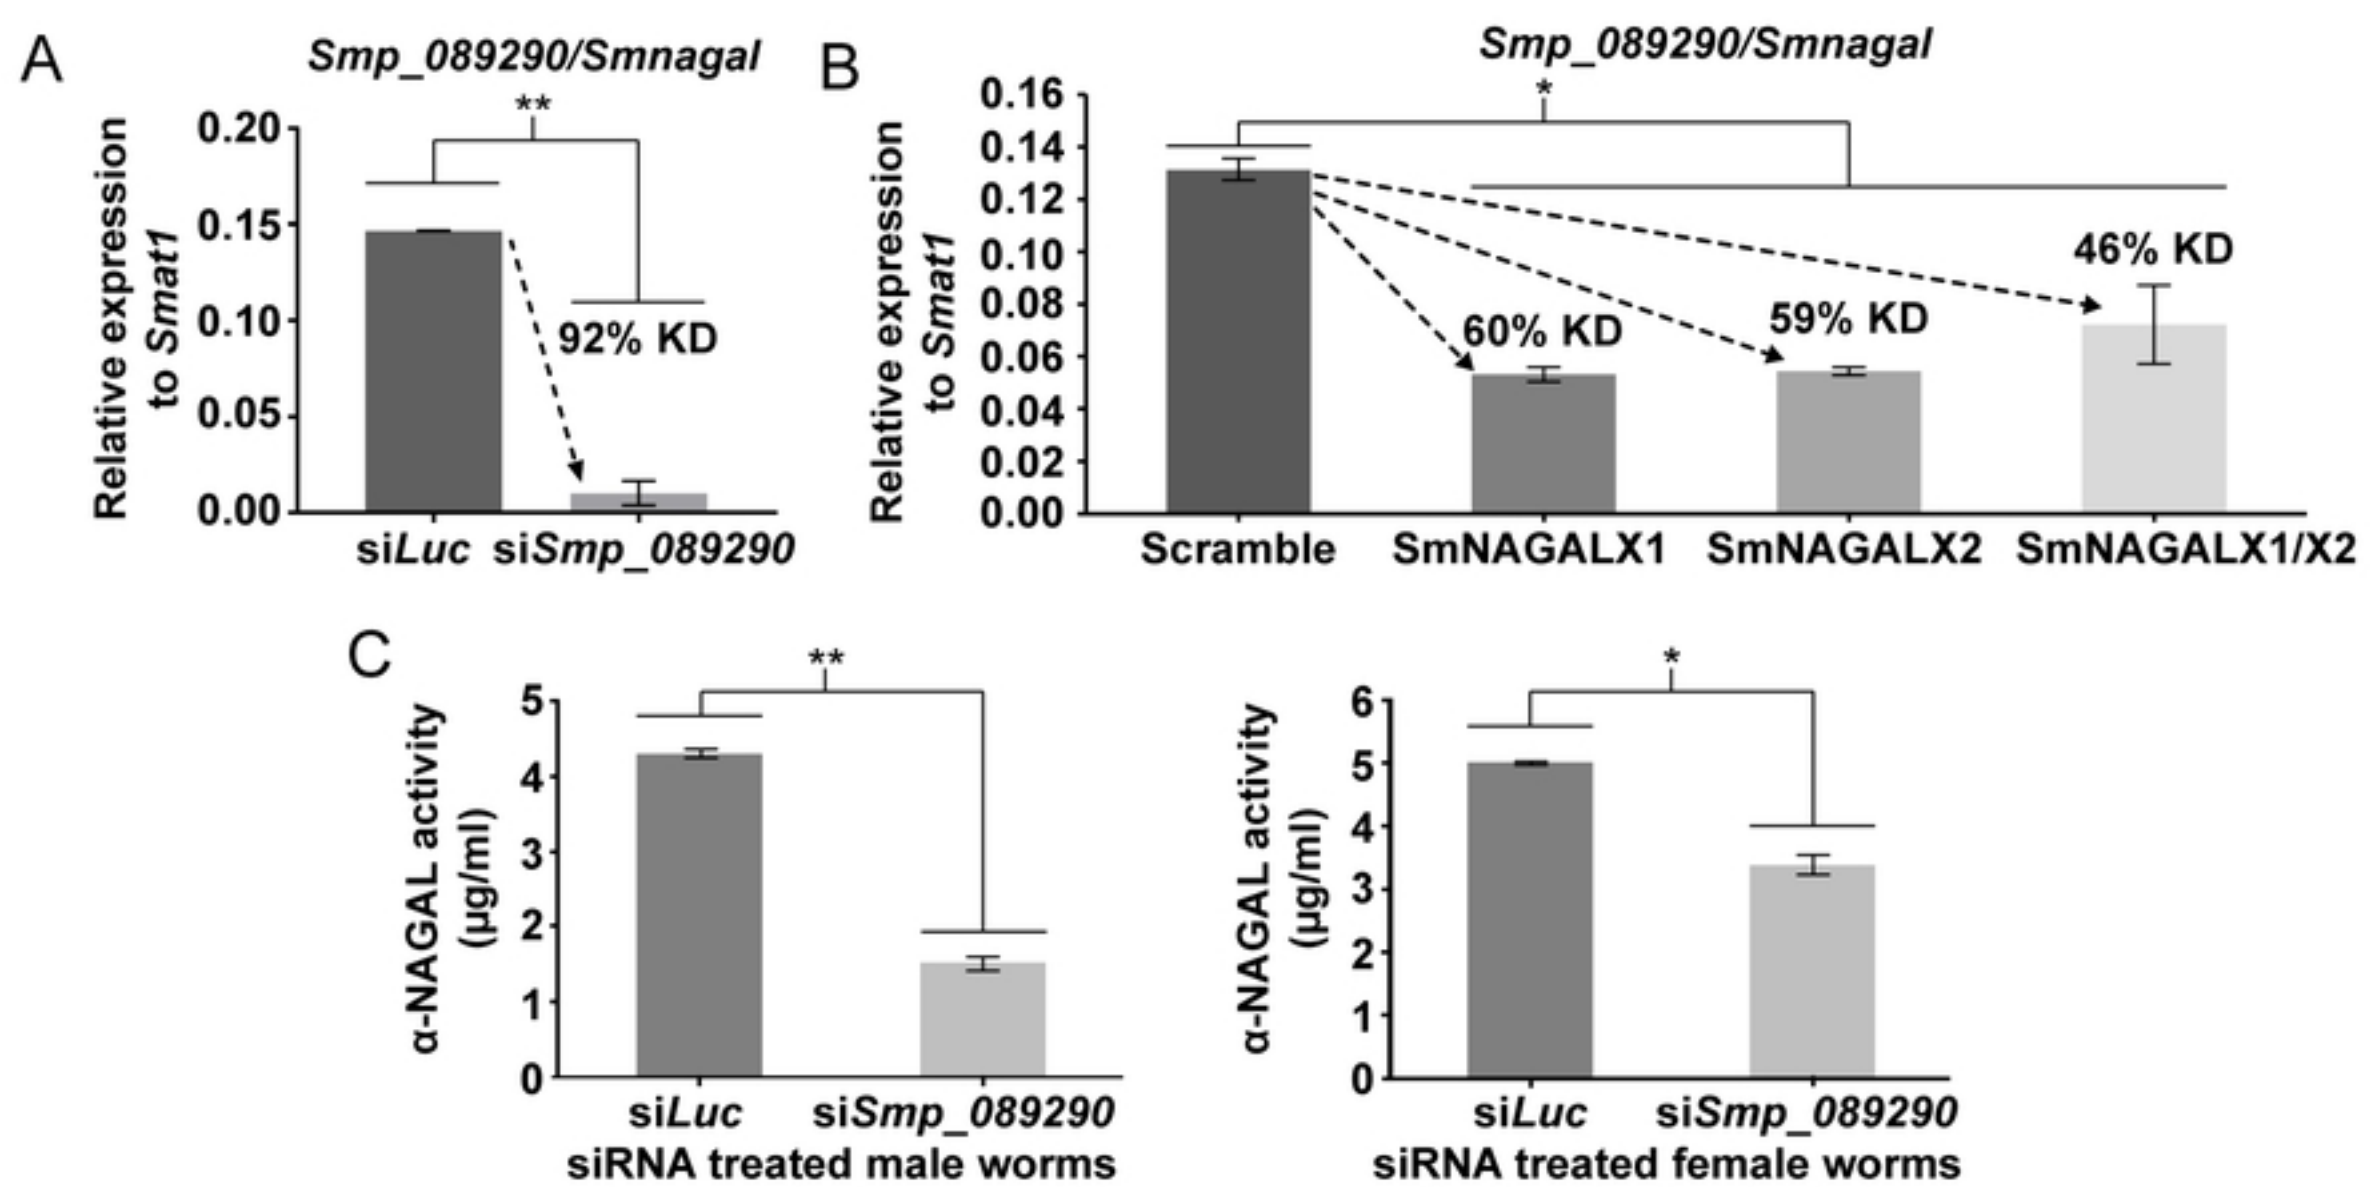 A
Smp_089290/Smnagal
**
Relative expression
to Smat1
0.20
0.15
0.10
0.05
0.00
92% KD
siLuc siSmp_089290
B
Smp_089290/Smnagal
*
Relative expression
to Smat1
0.16
0.14
0.12
0.10
0.08
0.06
0.04
0.02
0.00
60% KD
59% KD
46% KD
Scramble SmNAGALX1 SmNAGALX2 SmNAGALX1/X2
C
**
α-NAGAL activity
(µg/ml)
5
4
3
2
1
0
siLuc siSmp_089290
siRNA treated male worms
*
α-NAGAL activity
(µg/ml)
6
5
4
3
2
1
0
siLuc siSmp_089290
siRNA treated female worms